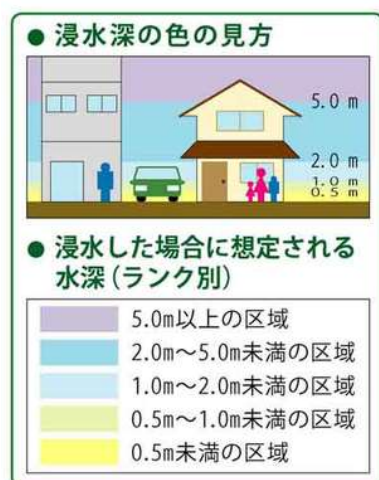 ● 浸水深の色の見方
5.0 m
2.0 m
1.0 m
0.5 m
● 浸水した場合に想定される
水深(ランク別)
5.0m以上の区域
2.0m～5.0m未満の区域
1.0m～2.0m未満の区域
0.5m～1.0m未満の区域
0.5m未満の区域